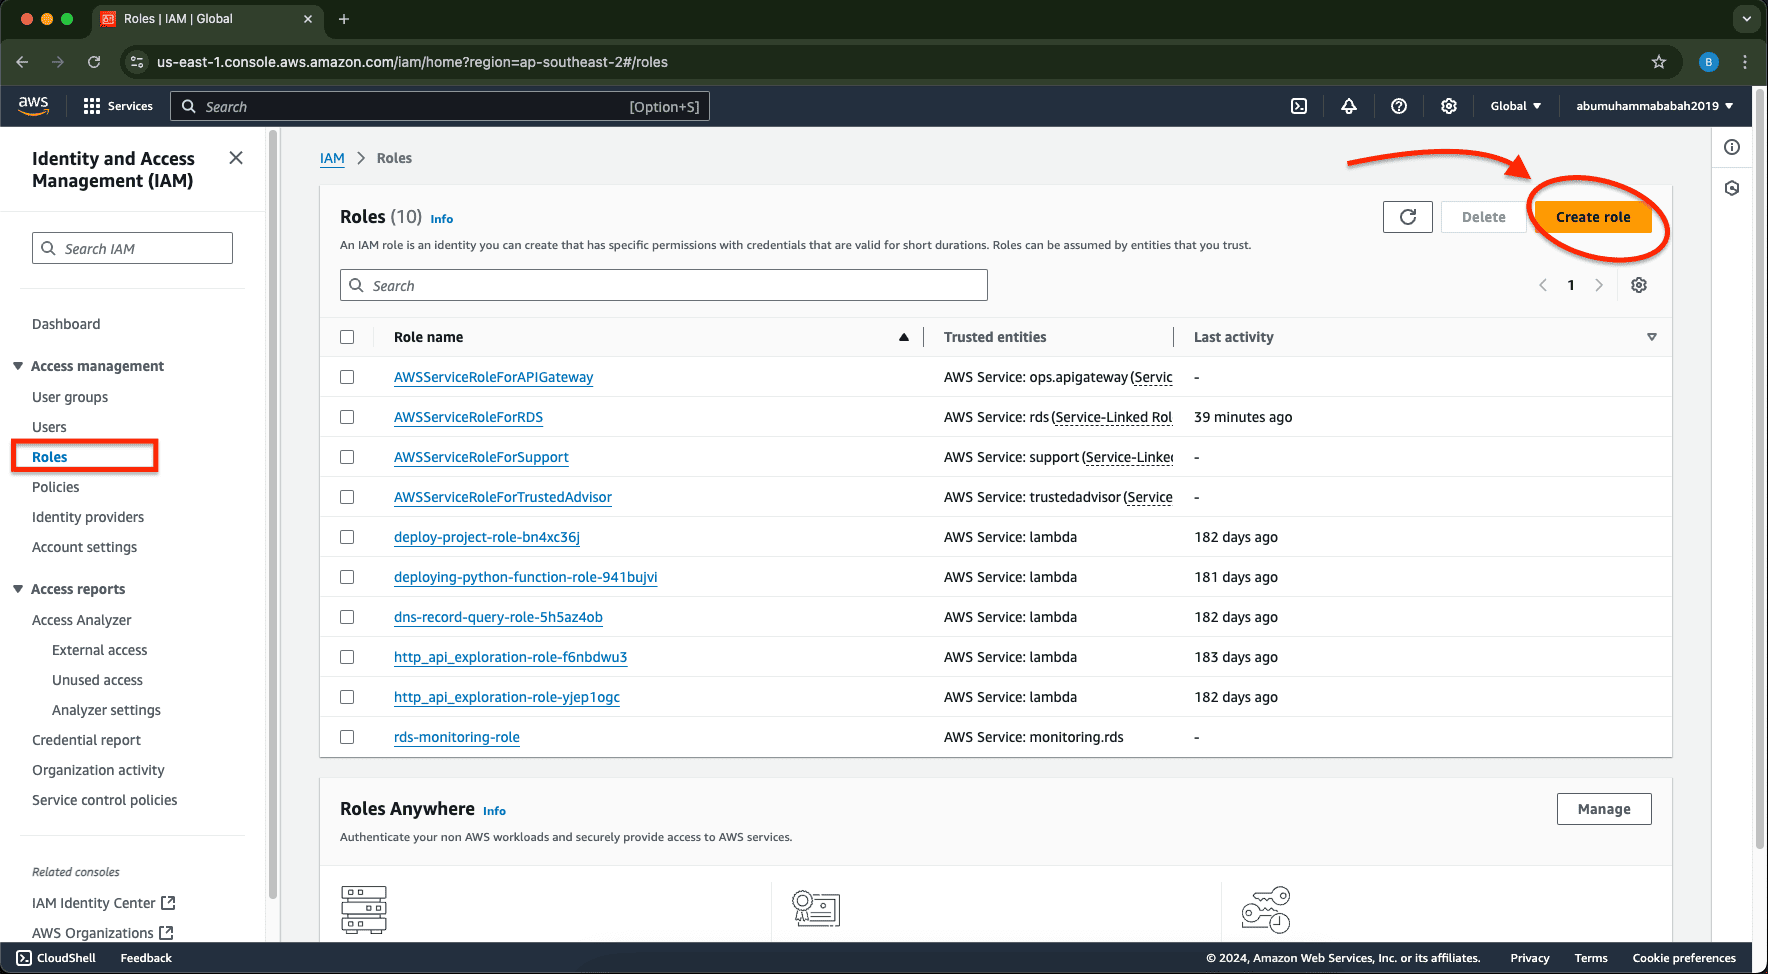 Roles | IAM | Global
us-east-1.console.aws.amazon.com/iam/home?region=ap-southeast-2#/roles
B
aws
Services
Search
[Option+S]
Global
abumuhammababah2019
Identity and Access
Management (IAM)
Search IAM
Dashboard
Access management
User groups
Users
Roles
Policies
Identity providers
Account settings
Access reports
Access Analyzer
External access
Unused access
Analyzer settings
Credential report
Organization activity
Service control policies
Related consoles
IAM Identity Center
AWS Organizations
IAM > Roles
Roles (10) Info
Delete
Create role
An IAM role is an identity you can create that has specific permissions with credentials that are valid for short durations. Roles can be assumed by entities that you trust.
Search
1
Role name Trusted entities Last activity
AWSServiceRoleForAPIGateway AWS Service: ops.apigateway (Servic -
AWSServiceRoleForRDS AWS Service: rds (Service-Linked Rol 39 minutes ago
AWSServiceRoleForSupport AWS Service: support (Service-Linked -
AWSServiceRoleForTrustedAdvisor AWS Service: trustedadvisor (Service -
deploy-project-role-bn4xc36j AWS Service: lambda 182 days ago
deploying-python-function-role-941bujvi AWS Service: lambda 181 days ago
dns-record-query-role-5h5az4ob AWS Service: lambda 182 days ago
http_api_exploration-role-f6nbdwu3 AWS Service: lambda 183 days ago
http_api_exploration-role-yjep1ogc AWS Service: lambda 182 days ago
rds-monitoring-role AWS Service: monitoring.rds -
Roles Anywhere Info
Manage
Authenticate your non AWS workloads and securely provide access to AWS services.
CloudShell
Feedback
© 2024, Amazon Web Services, Inc. or its affiliates.
Privacy
Terms
Cookie preferences